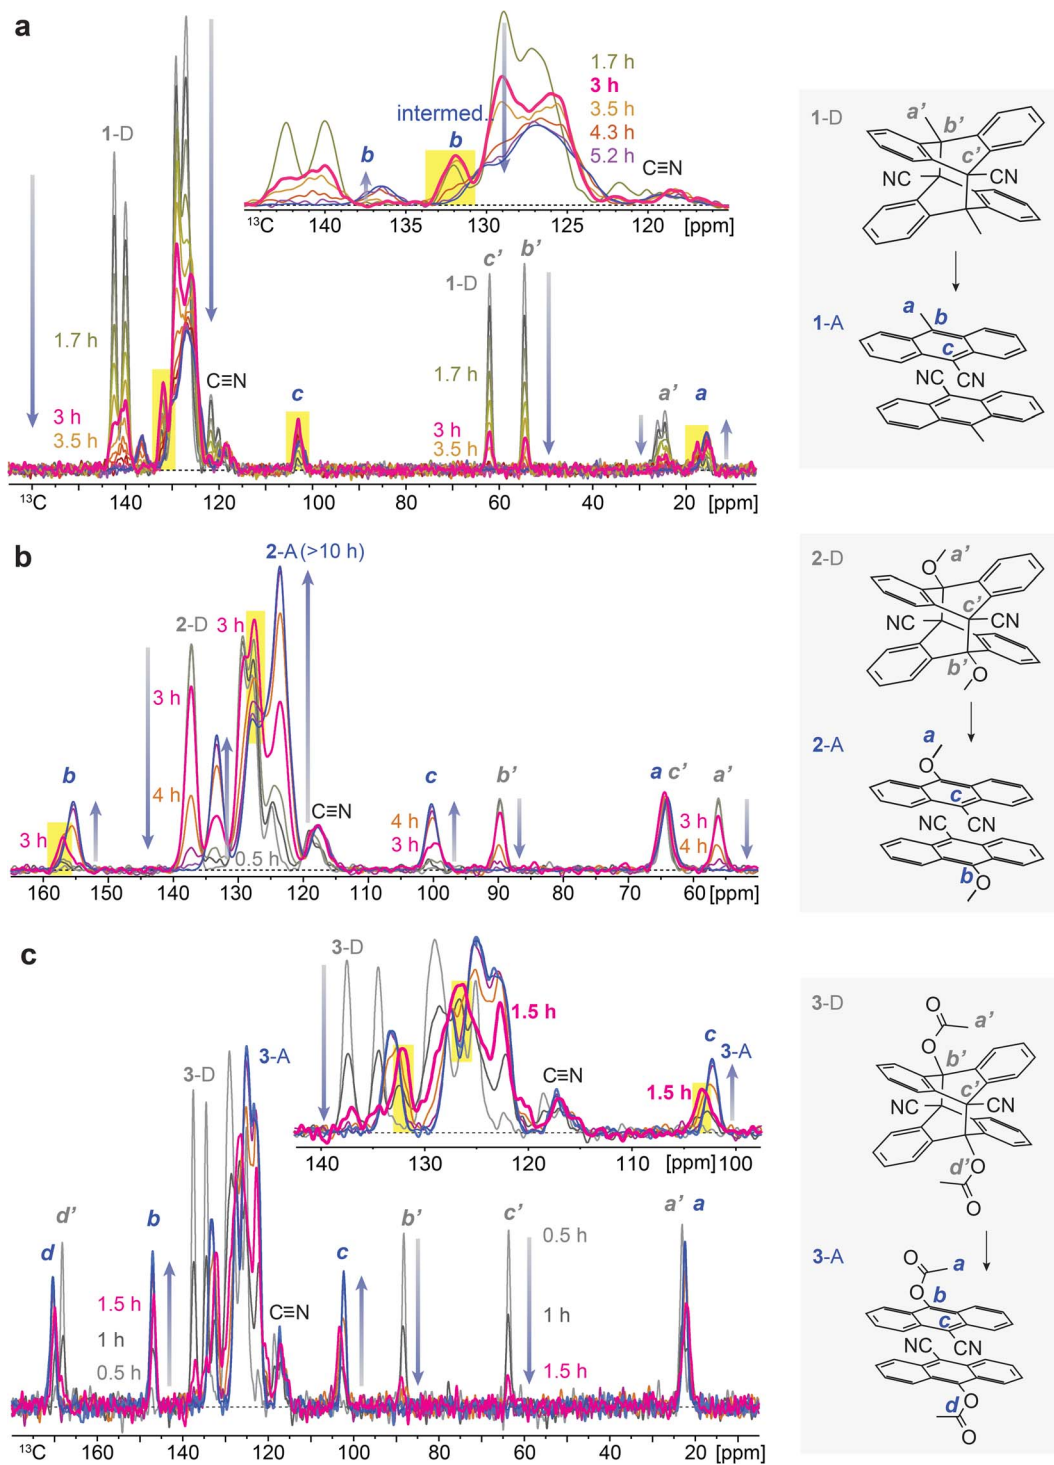 a
1-D
1.7 h
3 h
3.5 h
C≡N
c
1-D
c' b'
1.7 h
3 h
3.5 h
a' a
¹³C 140 120 100 80 60 40 20 [ppm]
intermed.
b b
1.7 h
3 h
3.5 h
4.3 h
5.2 h
C≡N
¹³C 140 135 130 125 120 [ppm]
1-D
a'
b'
c'
NC CN
1-A
a
b
c
NC CN
b
2-A (>10 h)
2-D
3 h
3 h
b
c
b'
a c'
a'
4 h
3 h
0.5 h
C≡N
4 h
3 h
3 h
4 h
160 140 130 120 100 90 80 60 [ppm]
2-D
O a'
c'
NC CN
b'
O
2-A
a
O
c
NC CN
b
O
c
3-D
1.5 h
c
3-A
C≡N
1.5 h
140 130 120 110 [ppm] 100
3-D
3-A
d'
d
b
c
b'
c'
a' a
0.5 h
1.5 h
1 h
0.5 h
C≡N
1 h
1.5 h
¹³C 160 140 120 100 80 60 40 20 [ppm]
3-D
O
a'
O
b'
c'
NC CN
d' O
O
3-A
O
a
O
b
c
NC CN
O
d
O